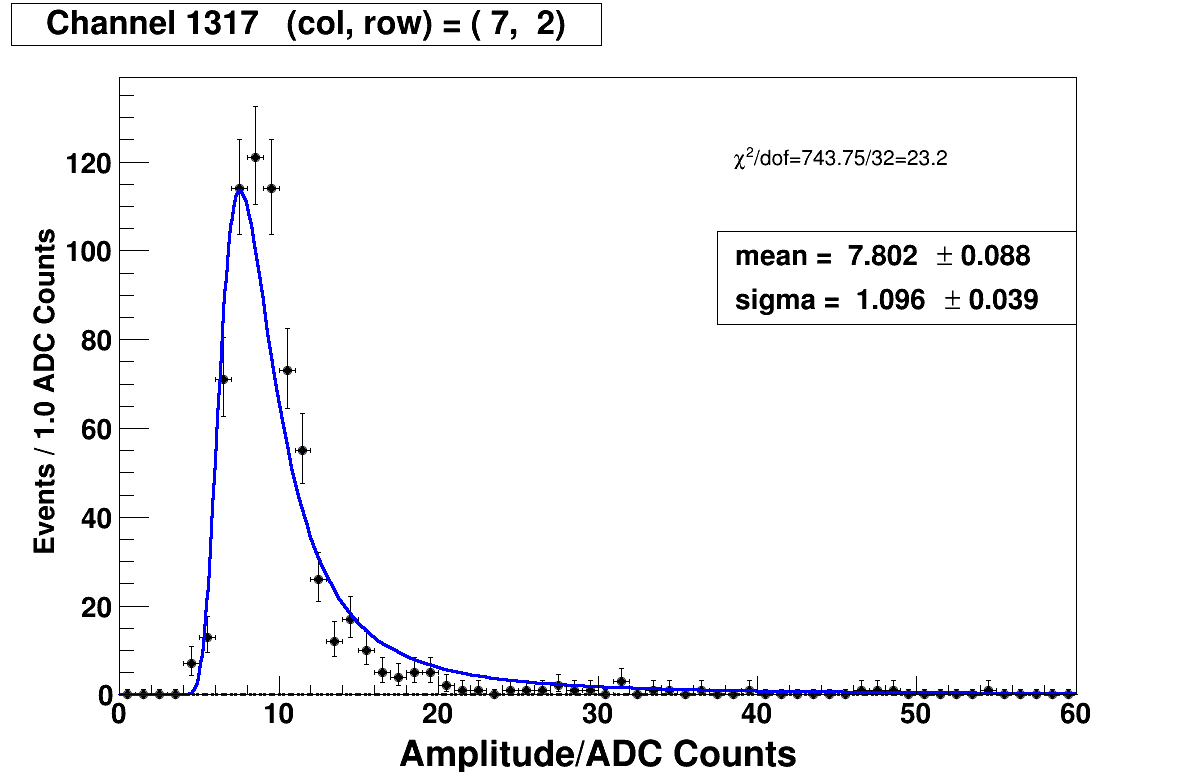 Channel 1317 (col, row) = ( 7, 2)
χ²/dof=743.75/32=23.2
mean = 7.802 ± 0.088
sigma = 1.096 ± 0.039
Events / 1.0 ADC Counts
120
100
80
60
40
20
0
0 10 20 30 40 50 60
Amplitude/ADC Counts